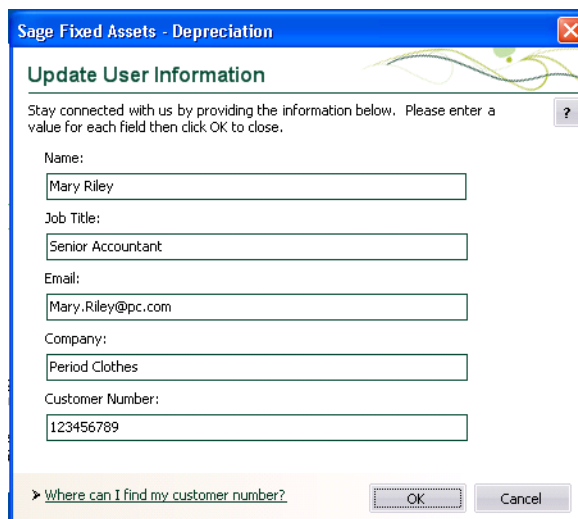 Sage Fixed Assets - Depreciation
Update User Information
Stay connected with us by providing the information below. Please enter a
value for each field then click OK to close.
?
Name:
Mary Riley
Job Title:
Senior Accountant
Email:
Mary.Riley@pc.com
Company:
Period Clothes
Customer Number:
123456789
Where can I find my customer number?
OK
Cancel